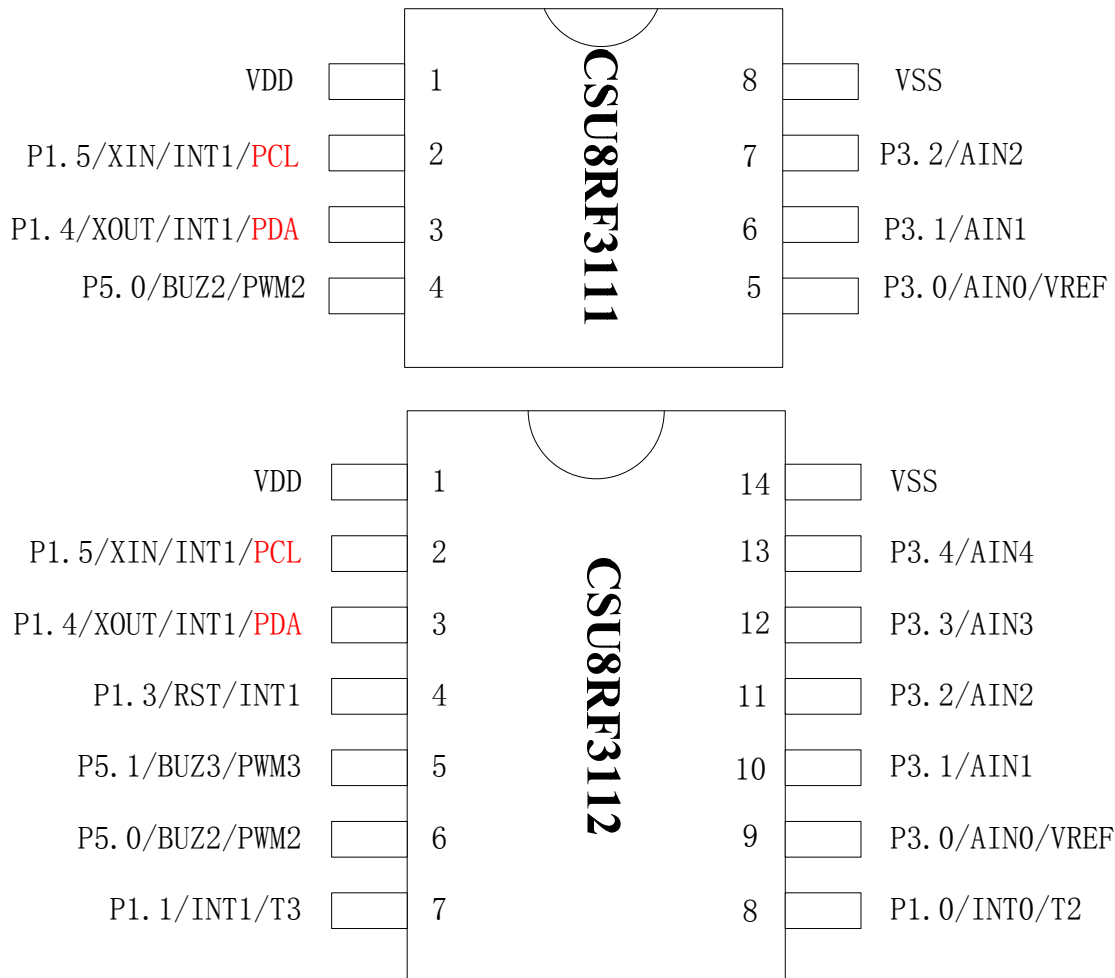 CSU8RF3111
VDD 1 8 VSS
P1.5/XIN/INT1/PCL 2 7 P3.2/AIN2
P1.4/XOUT/INT1/PDA 3 6 P3.1/AIN1
P5.0/BUZ2/PWM2 4 5 P3.0/AIN0/VREF
CSU8RF3112
VDD 1 14 VSS
P1.5/XIN/INT1/PCL 2 13 P3.4/AIN4
P1.4/XOUT/INT1/PDA 3 12 P3.3/AIN3
P1.3/RST/INT1 4 11 P3.2/AIN2
P5.1/BUZ3/PWM3 5 10 P3.1/AIN1
P5.0/BUZ2/PWM2 6 9 P3.0/AIN0/VREF
P1.1/INT1/T3 7 8 P1.0/INT0/T2